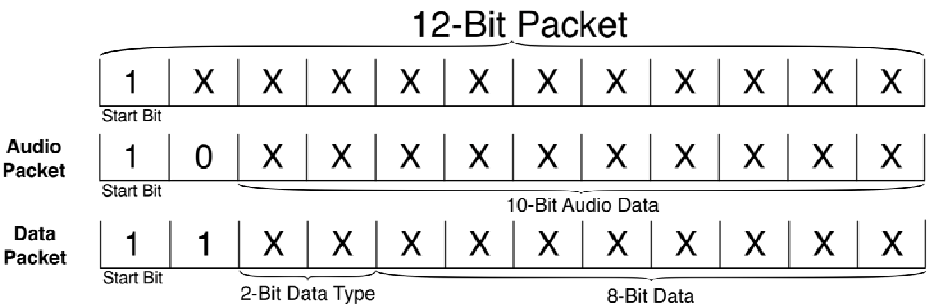 12-Bit Packet
1 X X X X X X X X X X X
Start Bit
Audio Packet
1 0 X X X X X X X X X X
Start Bit
10-Bit Audio Data
Data Packet
1 1 X X X X X X X X X X
Start Bit
2-Bit Data Type
8-Bit Data